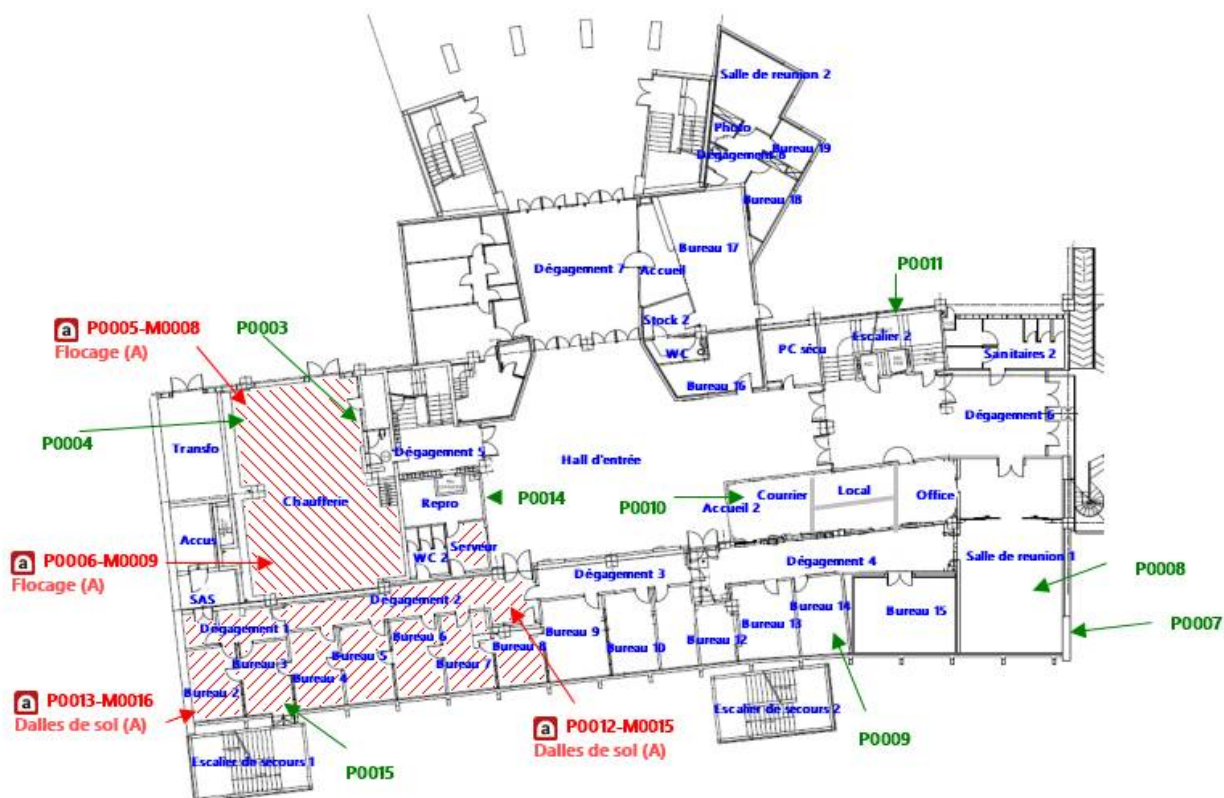 Salle de reunion 2
Photo
Bureau 19
Dégagement 8
Bureau 18
Bureau 17
Dégagement 7
Accueil
P0011
a P0005-M0008
Flocage (A)
P0003
Stock 2
Escalier 2
WC
PC sécu
Sanitaires 2
Bureau 16
P0004
Dégagement 6
Transfo
Dégagement 5
Hall d'entrée
Chaufferie
Repro
P0014
P0010
Courrier
Local
Office
Accueil 2
Accus
WC 2
Serveur
Salle de reunion 1
a P0006-M0009
Flocage (A)
Dégagement 3
Dégagement 4
P0008
SAS
Dégagement 2
Bureau 14
Bureau 15
Dégagement 1
Bureau 6
Bureau 9
Bureau 13
P0007
Bureau 3
Bureau 5
Bureau 8
Bureau 10
Bureau 12
Bureau 2
Bureau 4
Bureau 7
a P0013-M0016
Dalles de sol (A)
a P0012-M0015
Dalles de sol (A)
Escalier de secours 2
P0009
Escalier de secours 1
P0015